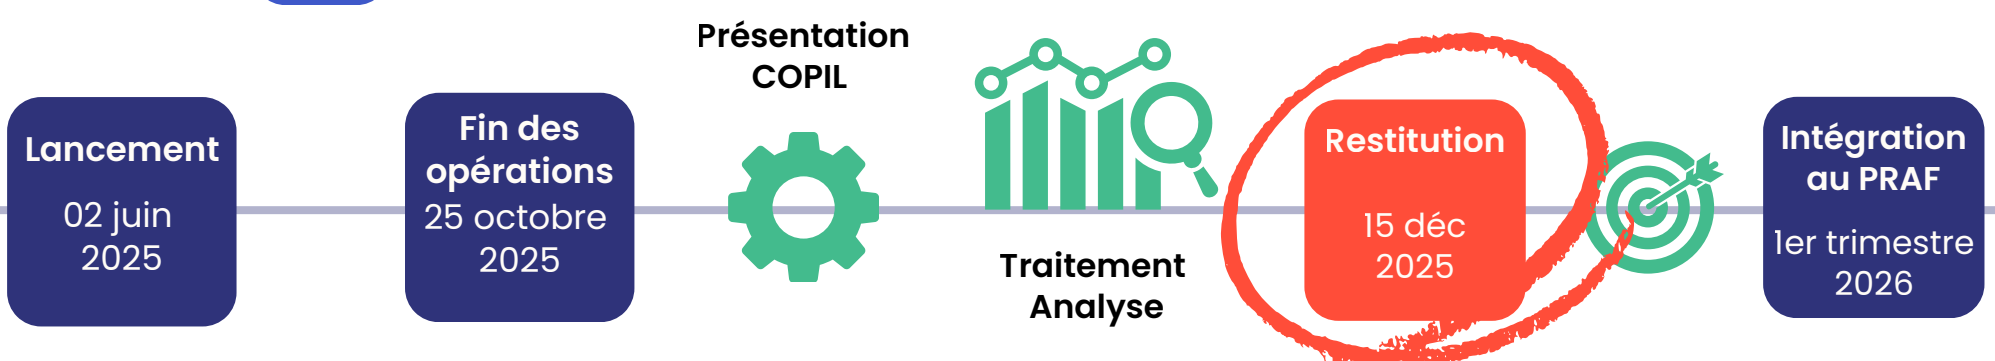 Lancement
02 juin
2025
Fin des
opérations
25 octobre
2025
Présentation
COPIL
Traitement
Analyse
Restitution
15 déc
2025
Intégration
au PRAF
1er trimestre
2026